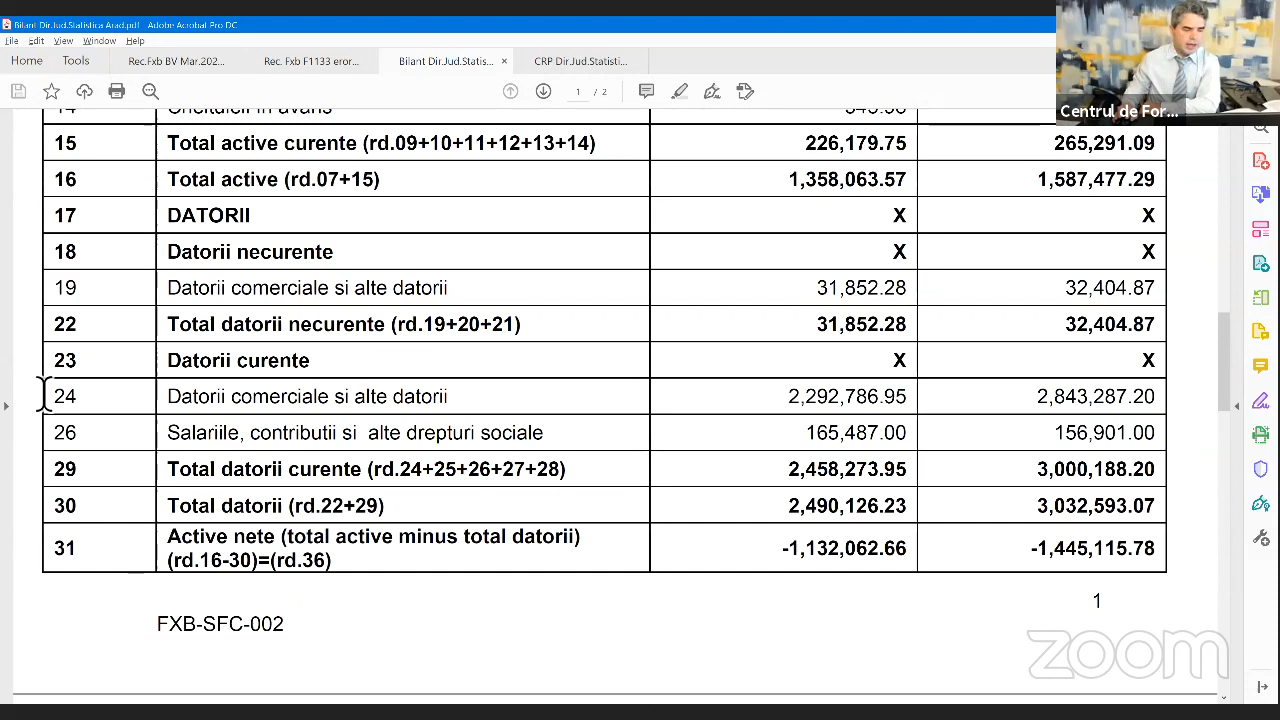 Bilant Dir.Jud.Statistica Arad.pdf - Adobe Acrobat Pro DC
File Edit View Window Help
Home Tools Rec.Fxb BV Mar.202... Rec. Fxb F1133 eror... Bilant Dir.Jud.Statis... × CRP Dir.Jud.Statisti...
1 / 2
Centrul de For...
14
15 Total active curente (rd.09+10+11+12+13+14) 226,179.75 265,291.09
16 Total active (rd.07+15) 1,358,063.57 1,587,477.29
17 DATORII X X
18 Datorii necurente X X
19 Datorii comerciale si alte datorii 31,852.28 32,404.87
22 Total datorii necurente (rd.19+20+21) 31,852.28 32,404.87
23 Datorii curente X X
24 Datorii comerciale si alte datorii 2,292,786.95 2,843,287.20
26 Salariile, contributii si alte drepturi sociale 165,487.00 156,901.00
29 Total datorii curente (rd.24+25+26+27+28) 2,458,273.95 3,000,188.20
30 Total datorii (rd.22+29) 2,490,126.23 3,032,593.07
31 Active nete (total active minus total datorii) -1,132,062.66 -1,445,115.78
(rd.16-30)=(rd.36)
1
FXB-SFC-002
zoom